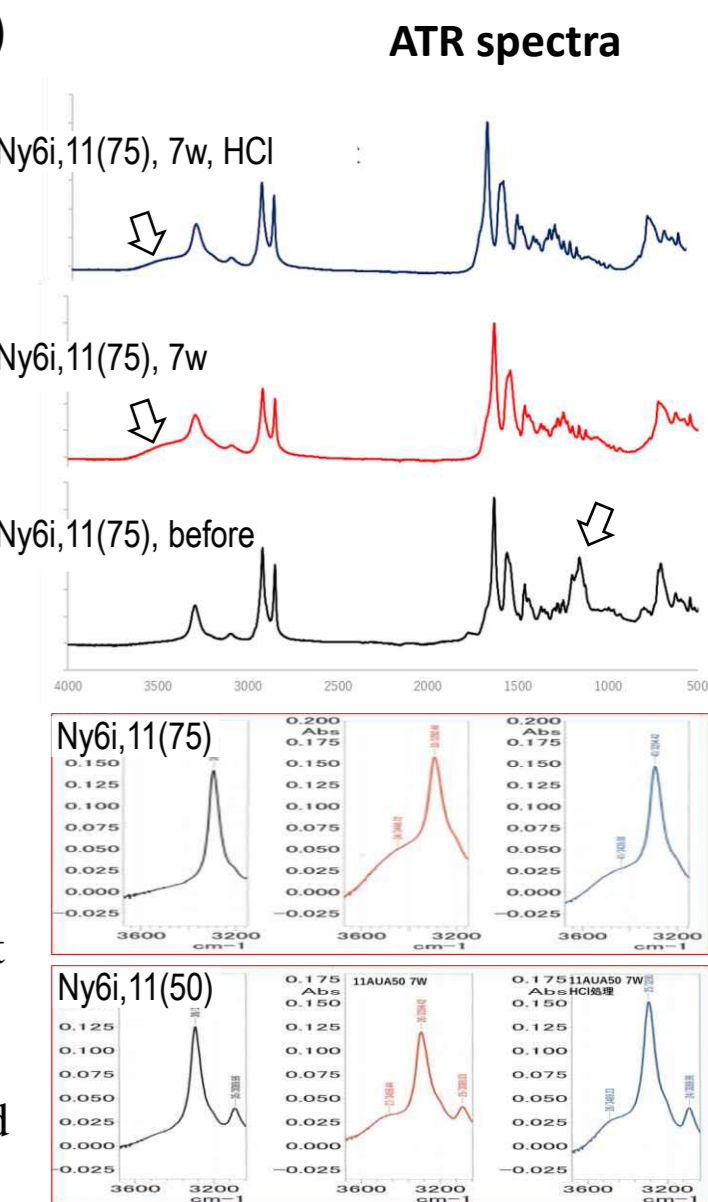 )
ATR spectra
Ny6i,11(75), 7w, HCl
Ny6i,11(75), 7w
Ny6i,11(75), before
4000 3500 3000 2500 2000 1500 1000 500
Ny6i,11(75)
0.150
0.125
0.100
0.075
0.050
0.025
0.000
−0.025
3600 3200
cm−1
0.200
Abs
0.175
0.150
0.125
0.100
0.075
0.050
0.025
0.000
−0.025
3600 3200
cm−1
0.200
Abs
0.175
0.150
0.125
0.100
0.075
0.050
0.025
0.000
−0.025
3600 3200
cm−1
t
Ny6i,11(50)
0.125
0.100
0.075
0.050
0.025
0.000
−0.025
3600 3200
cm−1
0.175
Abs
11AUA50 7W
0.150
0.125
0.100
0.075
0.050
0.025
0.000
−0.025
3600 3200
cm−1
0.175
Abs
11AUA50 7W
HCl処理
0.150
0.125
0.100
0.075
0.050
0.025
0.000
−0.025
3600 3200
cm−1
d